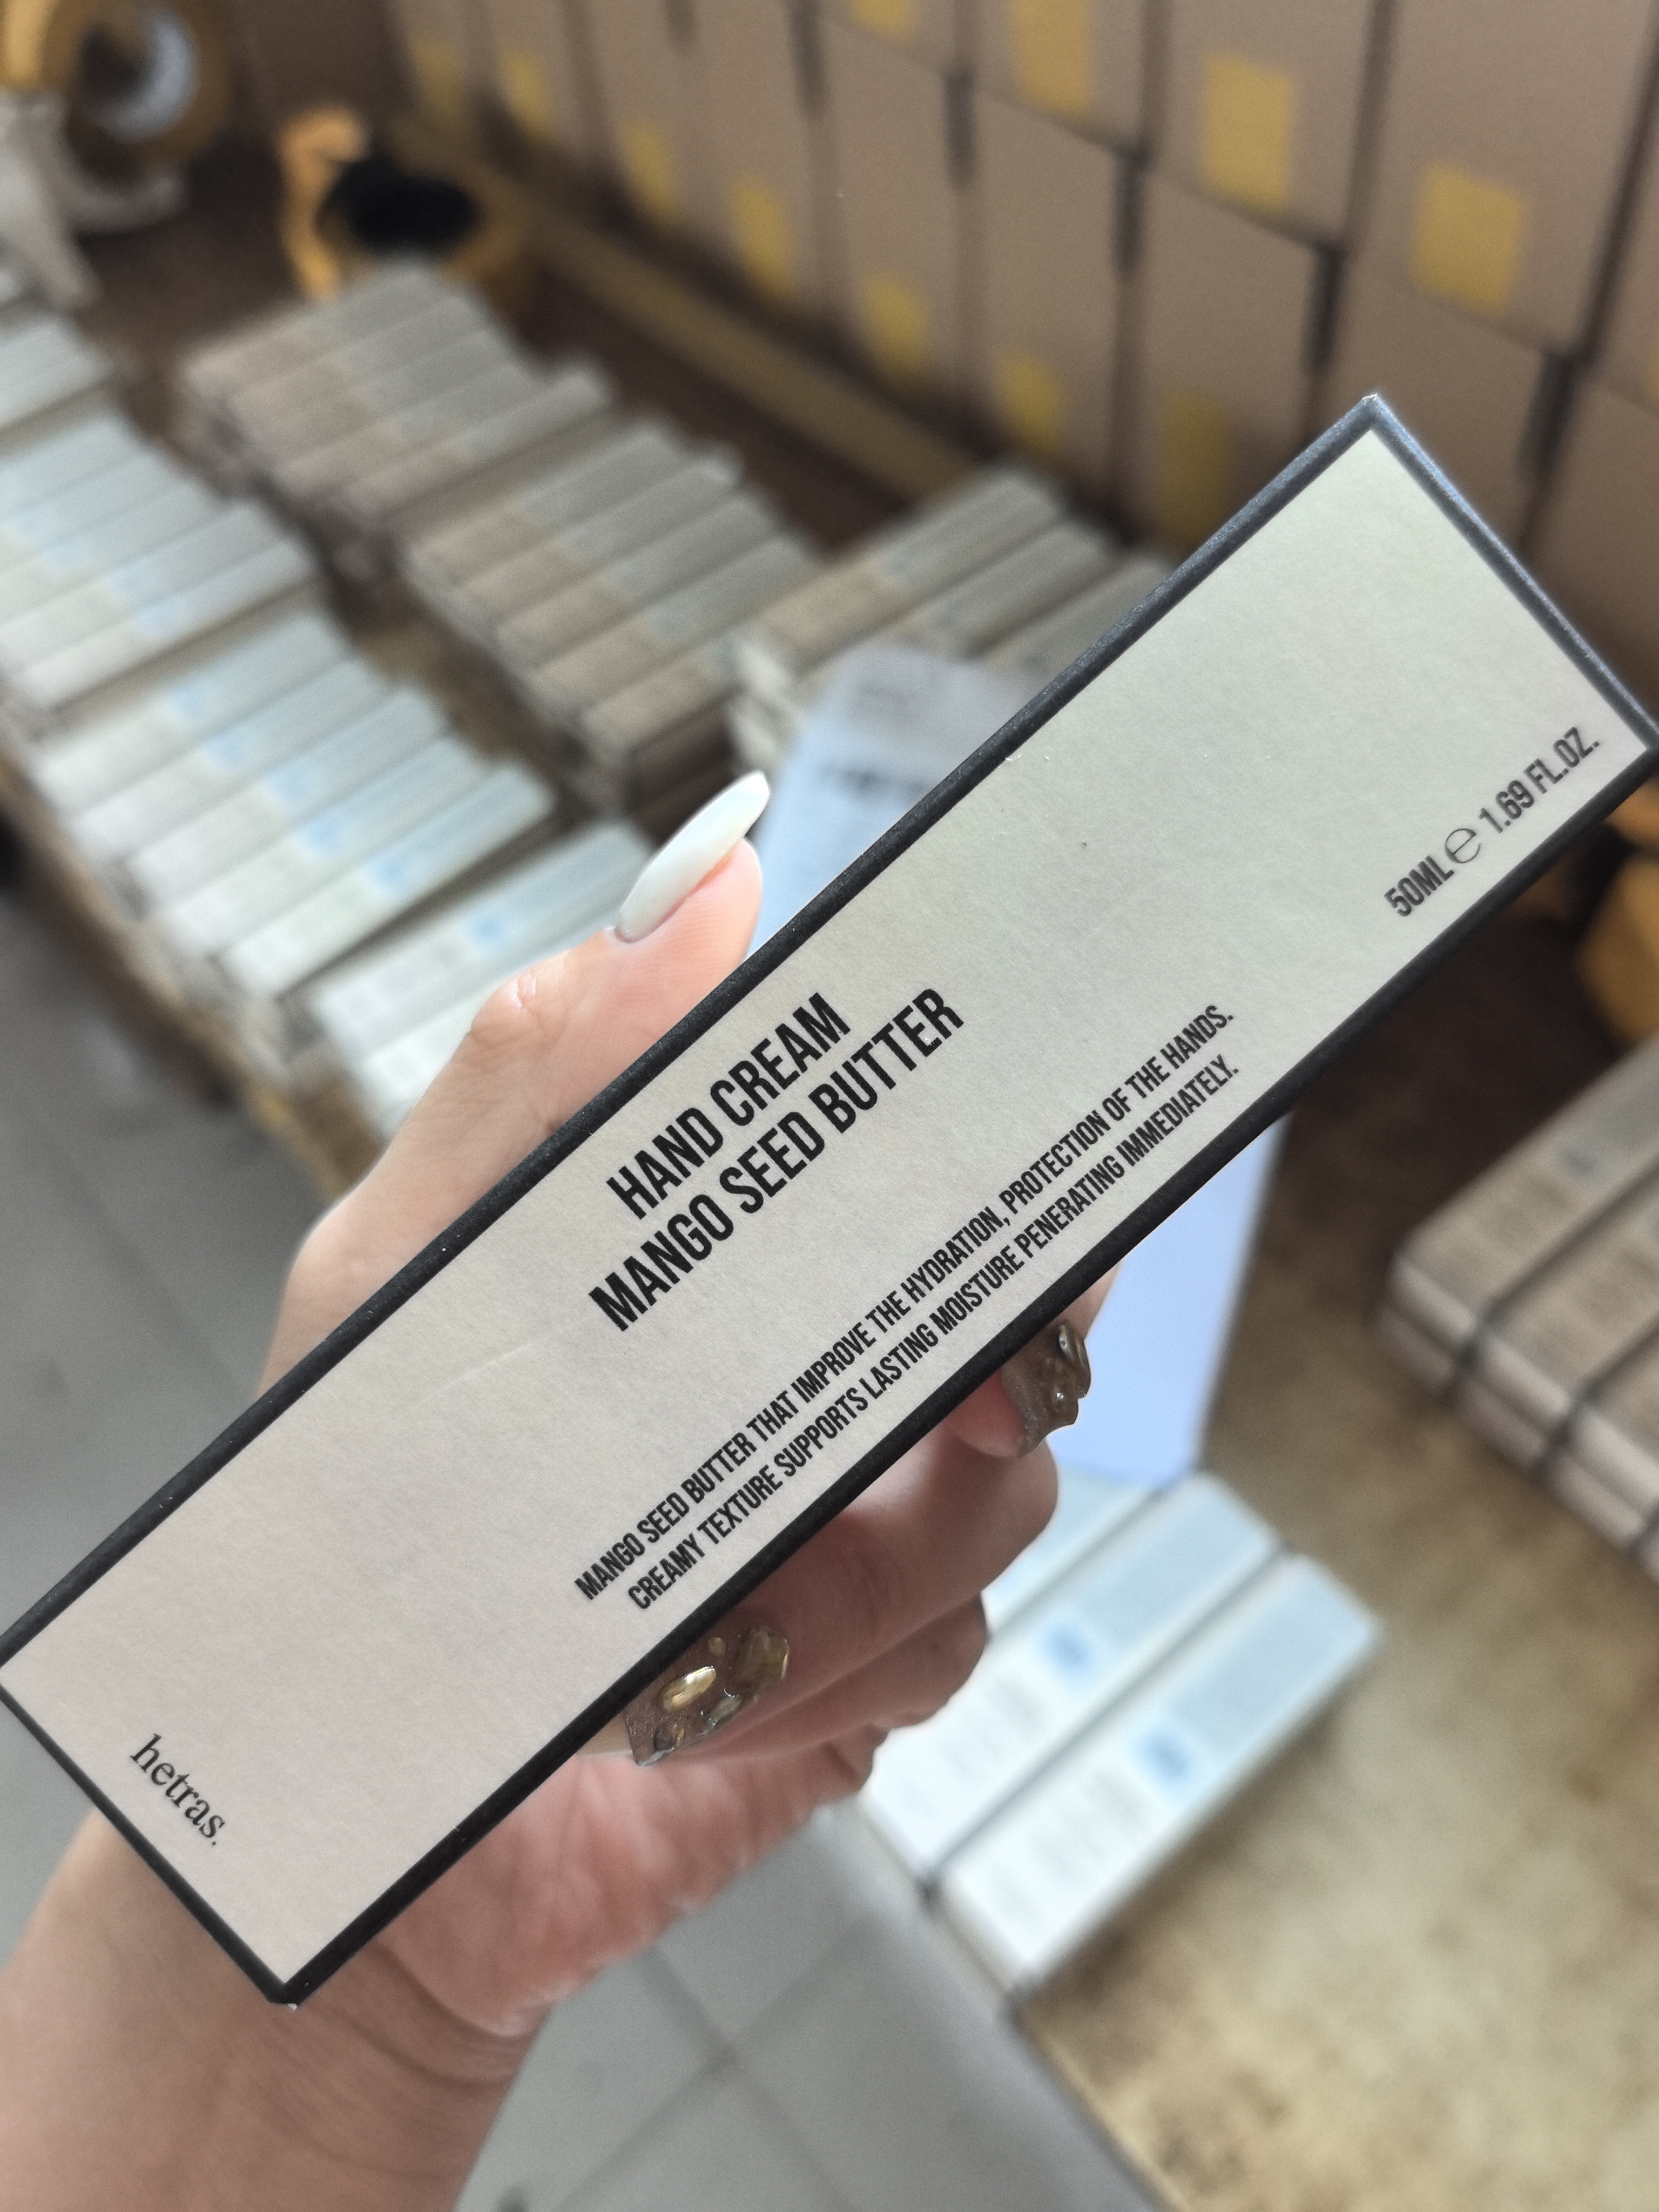 HAND CREAM
MANGO SEED BUTTER
MANGO SEED BUTTER THAT IMPROVE THE HYDRATION, PROTECTION OF THE HANDS.
CREAMY TEXTURE SUPPORTS LASTING MOISTURE PENERATING IMMEDIATELY.
50ML ℮ 1.69 FL.OZ.
hetras.